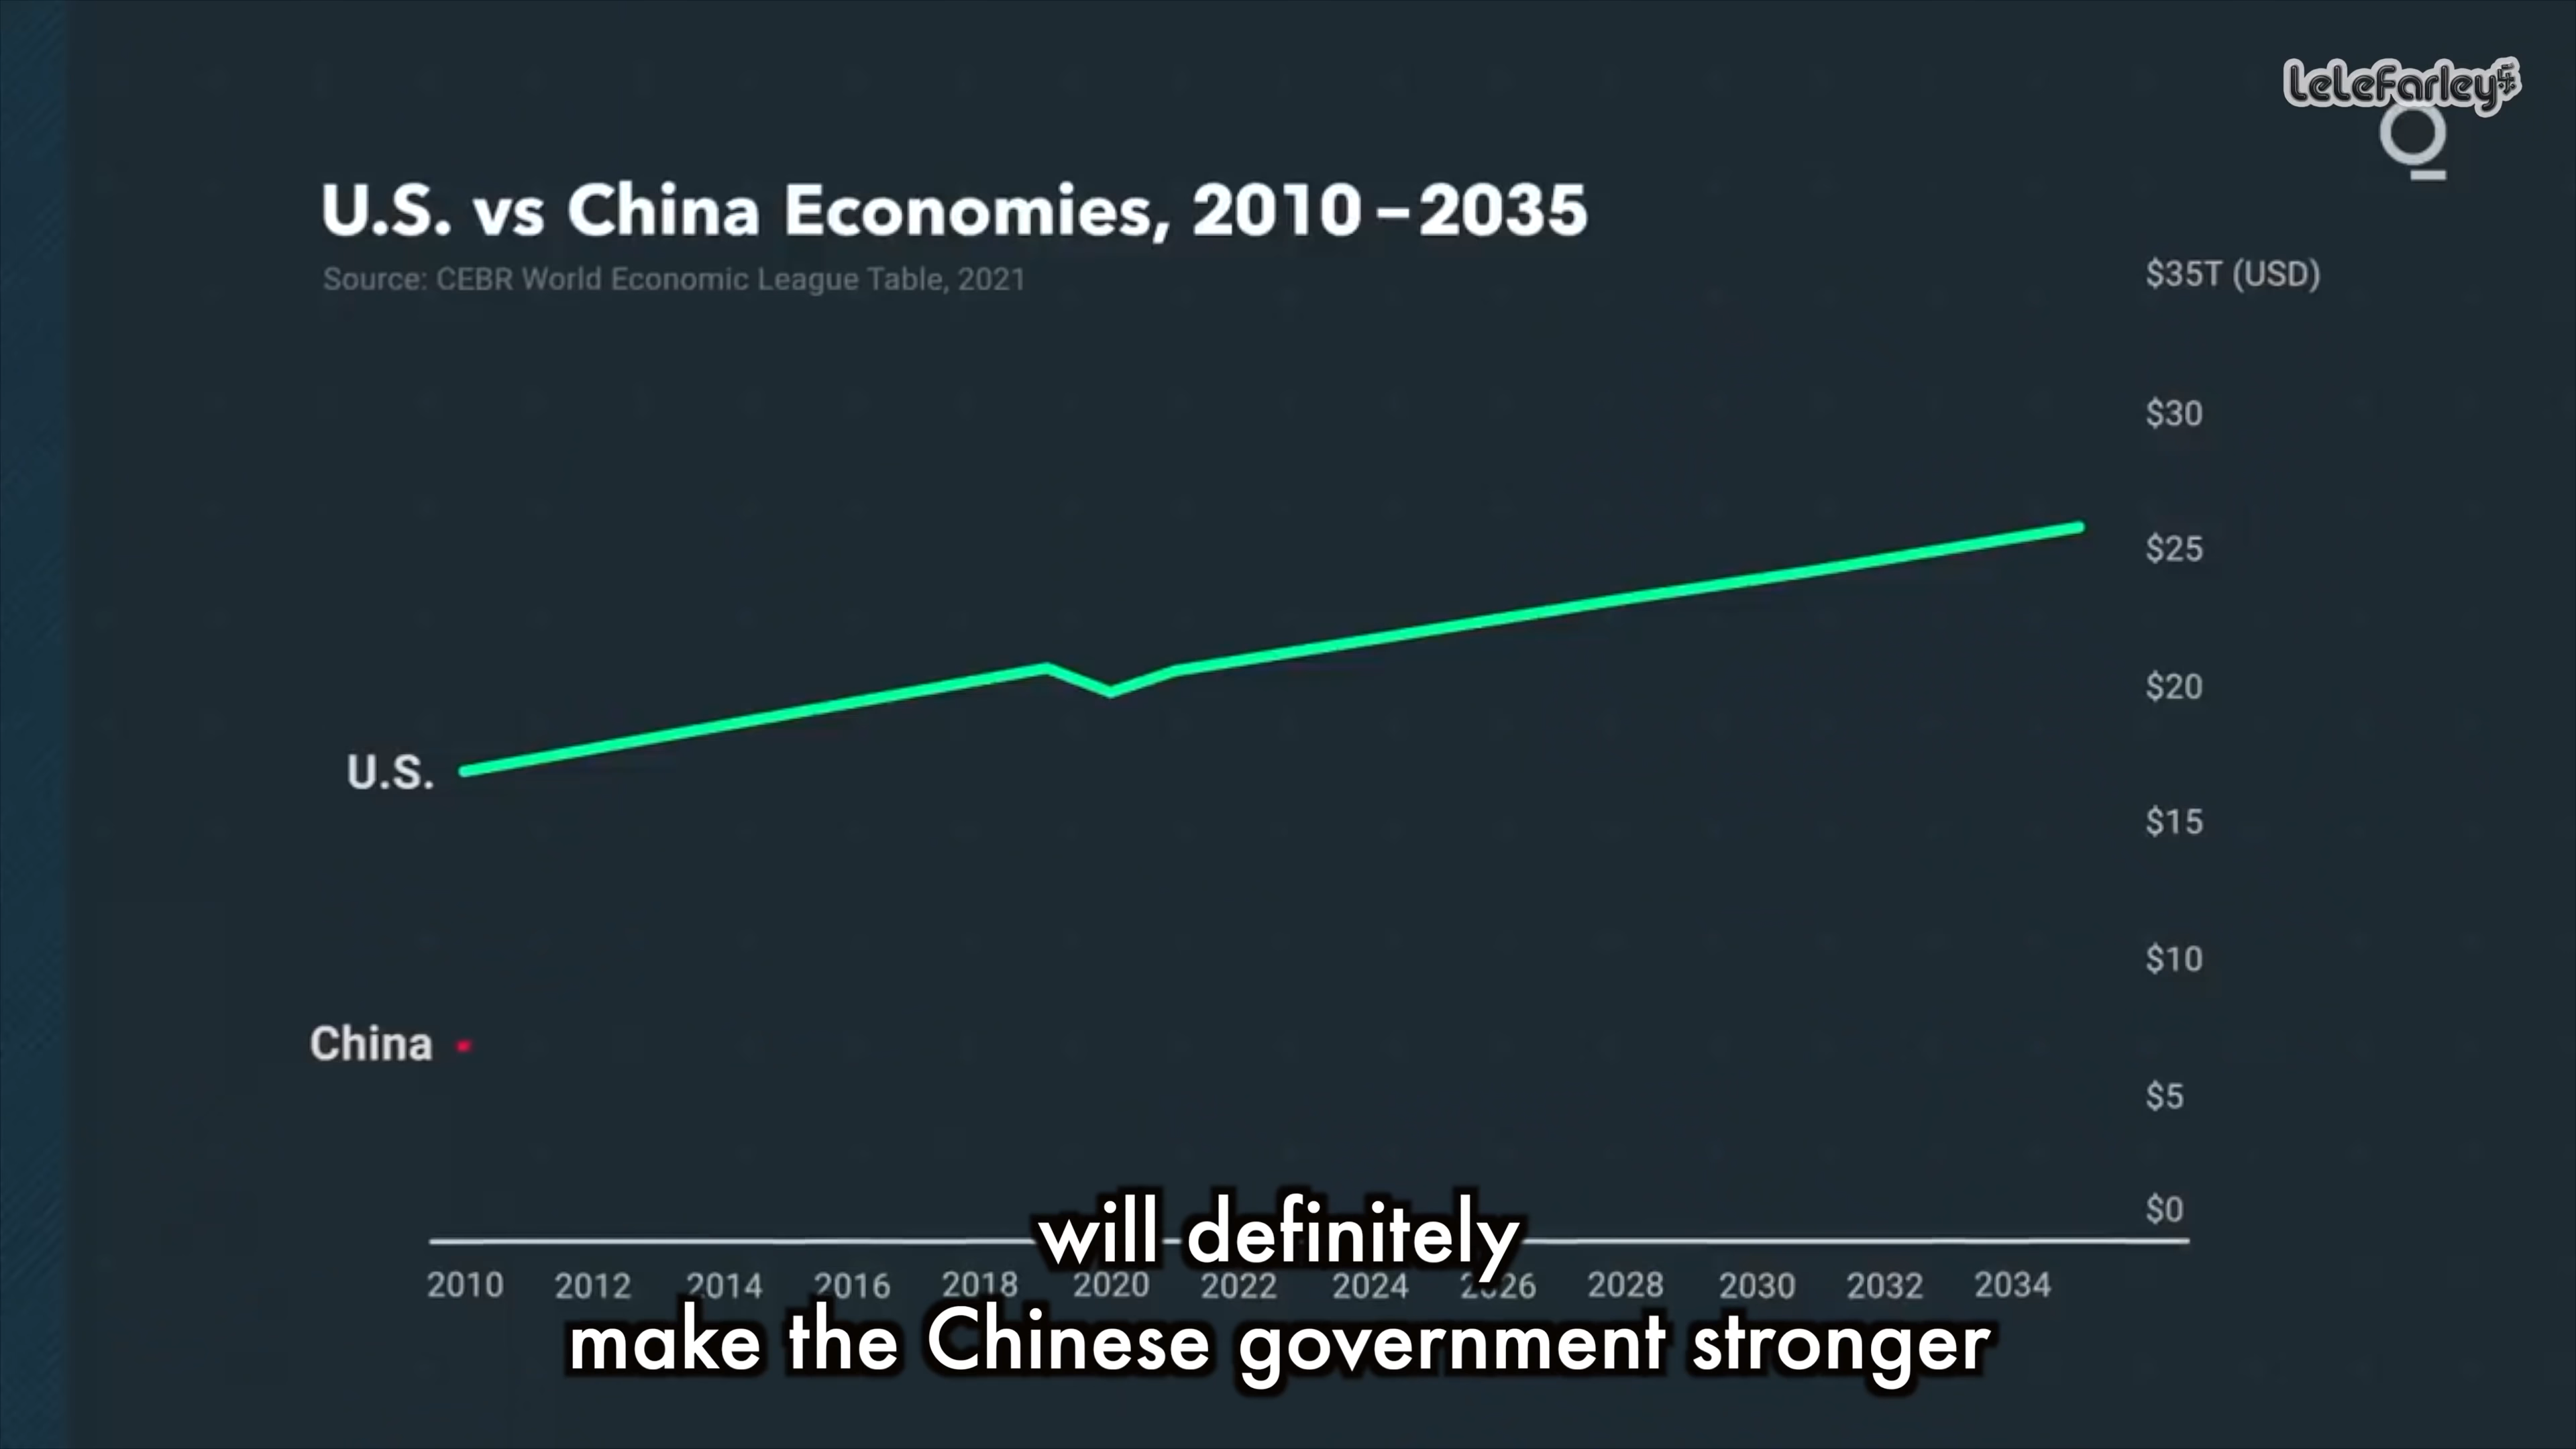 LeLeFarley
U.S. vs China Economies, 2010–2035
Source: CEBR World Economic League Table, 2021
$35T (USD)
$30
$25
$20
U.S.
$15
$10
China
$5
$0
will definitely
2010 2012 2014 2016 2018 2020 2022 2024 2026 2028 2030 2032 2034
make the Chinese government stronger